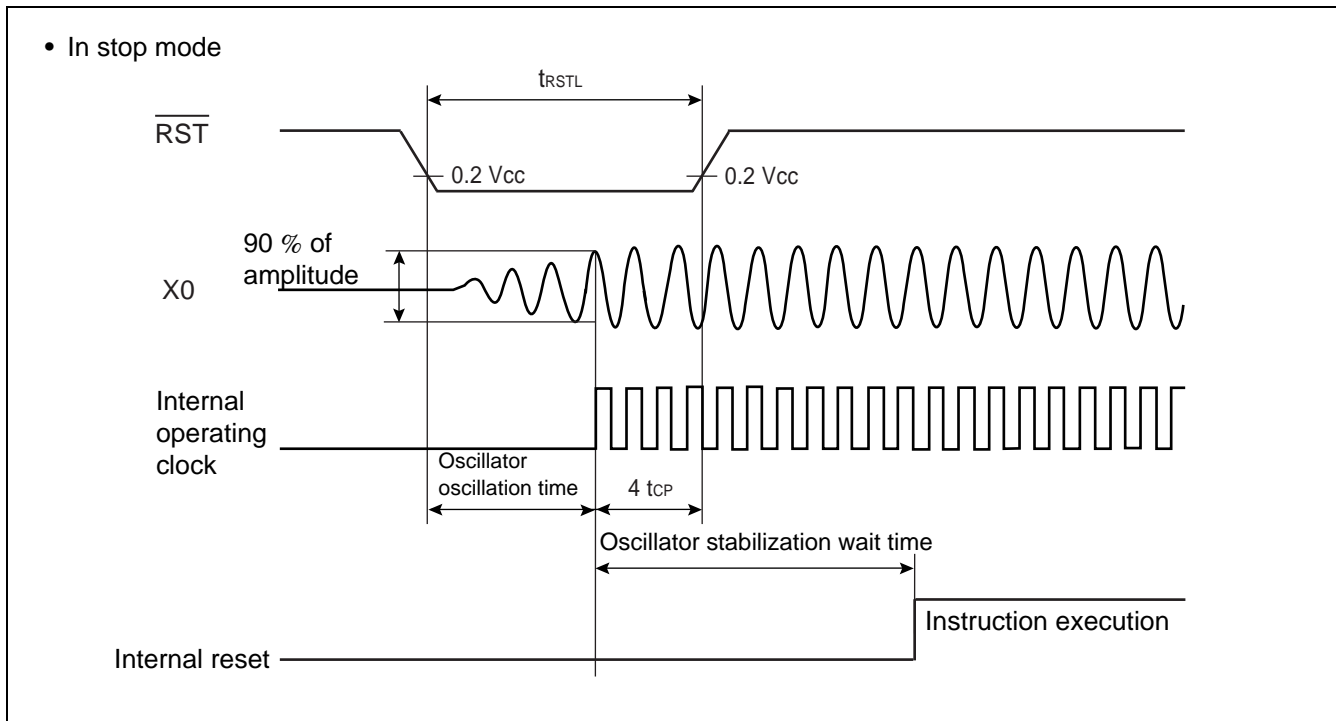 • In stop mode
tRSTL
RST
0.2 Vcc
0.2 Vcc
90 % of
amplitude
X0
Internal
operating
clock
Oscillator
oscillation time
4 tCP
Oscillator stabilization wait time
Instruction execution
Internal reset